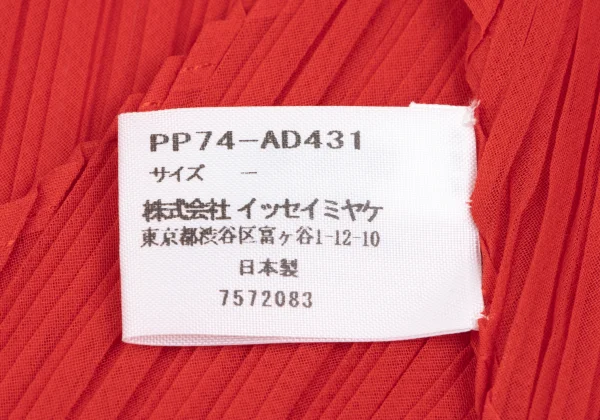 PP74-AD431
サイズ －
株式会社 イッセイミヤケ
東京都渋谷区富ヶ谷1-12-10
日本製
7572083